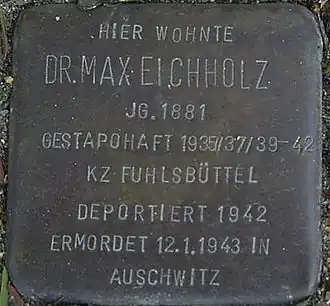 HIER WOHNTE
DR. MAX EICHHOLZ
JG. 1881
GESTAPOHAFT 1935/37/39-42
KZ-FUHLSBÜTTEL
DEPORTIERT 1942
ERMORDET 12.1.1943 IN
AUSCHWITZ